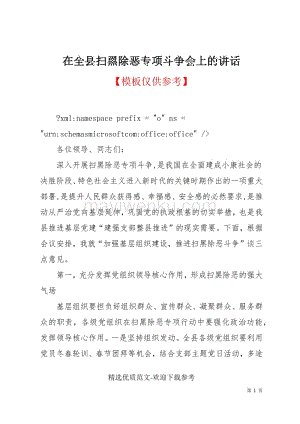 在全县扫黑除恶专项斗争会上的讲话
【模板仅供参考】
?xml:namespace prefix = "o" ns =
"urn:schemasmicrosoftcom:office:office" />
各位领导、同志们：
深入开展扫黑除恶专项斗争,是我国在全面建成小康社会的
决胜阶段,特色社会主义进入新时代的关键时期作出的一项重大
部署,是提升人民群众获得感、幸福感、安全感的必然要求,是推
动从严治党向基层延伸、巩固党的执政根基的切实举措,也是我
县推进基层党建“建强支部整县推进”的现实需要。下面,根据
会议安排,我就“加强基层组织建设,推进扫黑除恶斗争”谈三
点意见。
第一,充分发挥党组织领导核心作用,形成扫黑除恶的强大
气场
基层组织要担负好组织群众、宣传群众、凝聚群众、服务群
众的职责,各级党组织在扫黑除恶专项行动中要强化政治功能,
发挥领导核心作用。一是坚持组织发动。全县各级党组织要利用
党员冬春轮训、春节团拜等机会,结合支部主题党日活动,多途
精选优质范文-欢迎下载参考
第 1 页